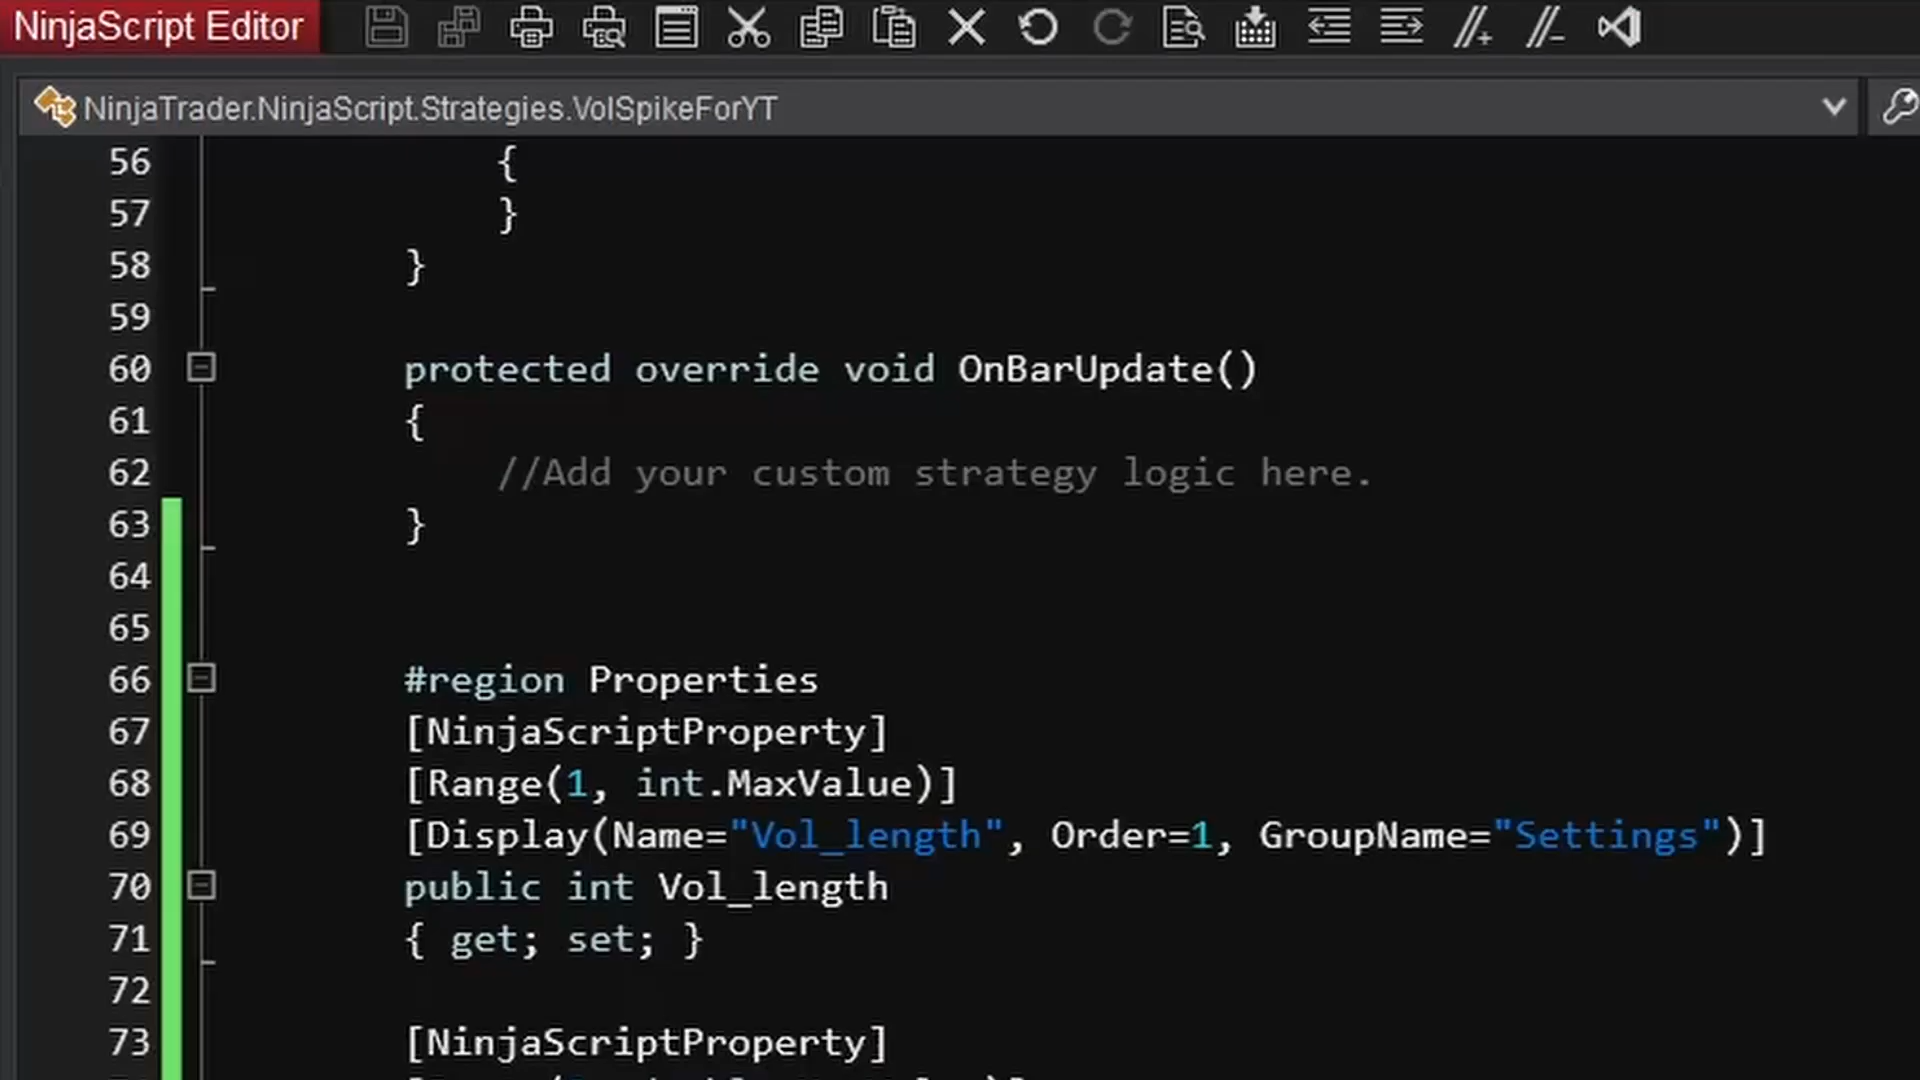 NinjaScript Editor
NinjaTrader.NinjaScript.Strategies.VolSpikeForYT
56 {
57 }
58 }
59
60 protected override void OnBarUpdate()
61 {
62 //Add your custom strategy logic here.
63 }
64
65
66 #region Properties
67 [NinjaScriptProperty]
68 [Range(1, int.MaxValue)]
69 [Display(Name="Vol_length", Order=1, GroupName="Settings")]
70 public int Vol_length
71 { get; set; }
72
73 [NinjaScriptProperty]